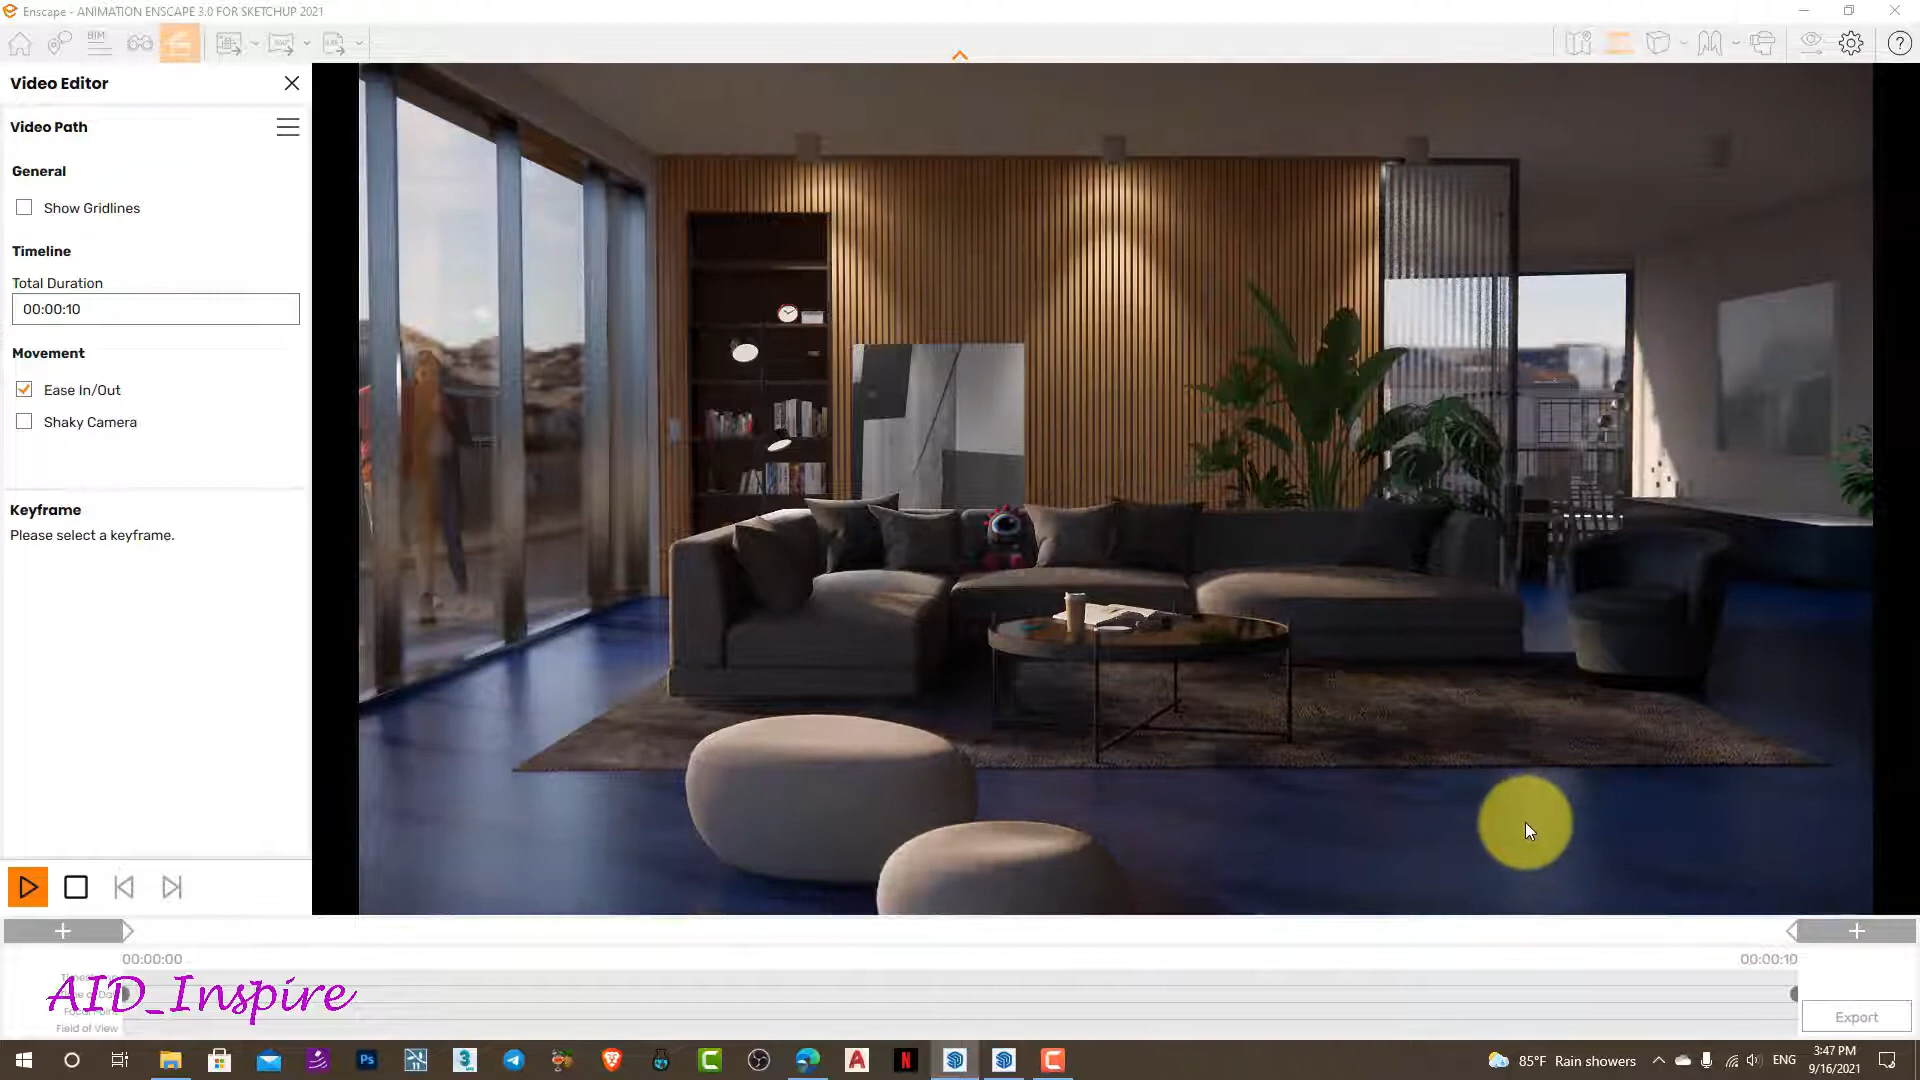 Enscape - ANIMATION ENSCAPE 3.0 FOR SKETCHUP 2021
BIM
Video Editor
Video Path
General
Show Gridlines
Timeline
Total Duration
00:00:10
Movement
Ease In/Out
Shaky Camera
Keyframe
Please select a keyframe.
00:00:00
00:00:10
AID_Inspire
Field of View
Export
85°F Rain showers
ENG
3:47 PM
9/16/2021